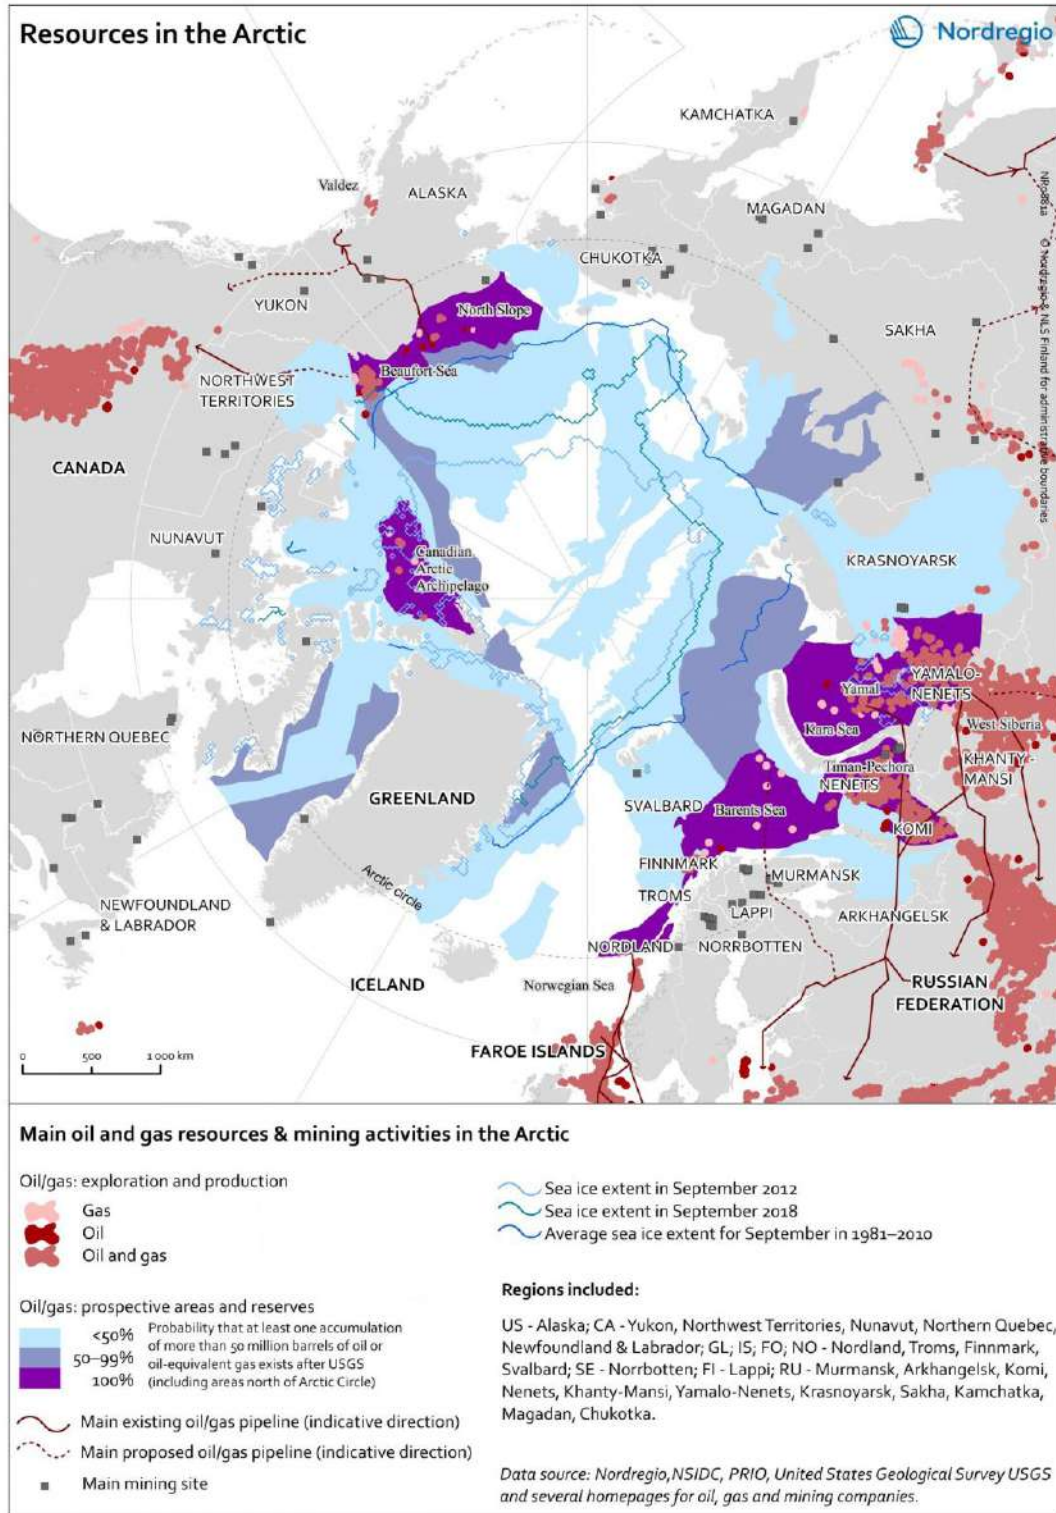 Resources in the Arctic
Nordregio
KAMCHATKA
Valdez
ALASKA
MAGADAN
NRp881a © Nordregio & NLS Finland for administrative boundaries
CHUKOTKA
YUKON
North Slope
SAKHA
Beaufort Sea
NORTHWEST
TERRITORIES
CANADA
NUNAVUT
Canadian
Arctic
Archipelago
KRASNOYARSK
Yamal
YAMALO-
NENETS
Kara Sea
West Siberia
NORTHERN QUEBEC
Timan-Pechora
NENETS
KHANTY-
MANSI
GREENLAND
SVALBARD
Barents Sea
KOMI
FINNMARK
MURMANSK
Arctic circle
TROMS
LAPPI
NEWFOUNDLAND
& LABRADOR
ARKHANGELSK
NORDLAND
NORRBOTTEN
ICELAND
Norwegian Sea
RUSSIAN
FEDERATION
FAROE ISLANDS
0 500 1 000 km
Main oil and gas resources & mining activities in the Arctic
Oil/gas: exploration and production
Gas
Oil
Oil and gas
Oil/gas: prospective areas and reserves
<50%
50–99%
100%
Probability that at least one accumulation
of more than 50 million barrels of oil or
oil-equivalent gas exists after USGS
(including areas north of Arctic Circle)
Main existing oil/gas pipeline (indicative direction)
Main proposed oil/gas pipeline (indicative direction)
Main mining site
Sea ice extent in September 2012
Sea ice extent in September 2018
Average sea ice extent for September in 1981–2010
Regions included:
US - Alaska; CA - Yukon, Northwest Territories, Nunavut, Northern Quebec,
Newfoundland & Labrador; GL; IS; FO; NO - Nordland, Troms, Finnmark,
Svalbard; SE - Norrbotten; FI - Lappi; RU - Murmansk, Arkhangelsk, Komi,
Nenets, Khanty-Mansi, Yamalo-Nenets, Krasnoyarsk, Sakha, Kamchatka,
Magadan, Chukotka.
Data source: Nordregio,NSIDC, PRIO, United States Geological Survey USGS
and several homepages for oil, gas and mining companies.